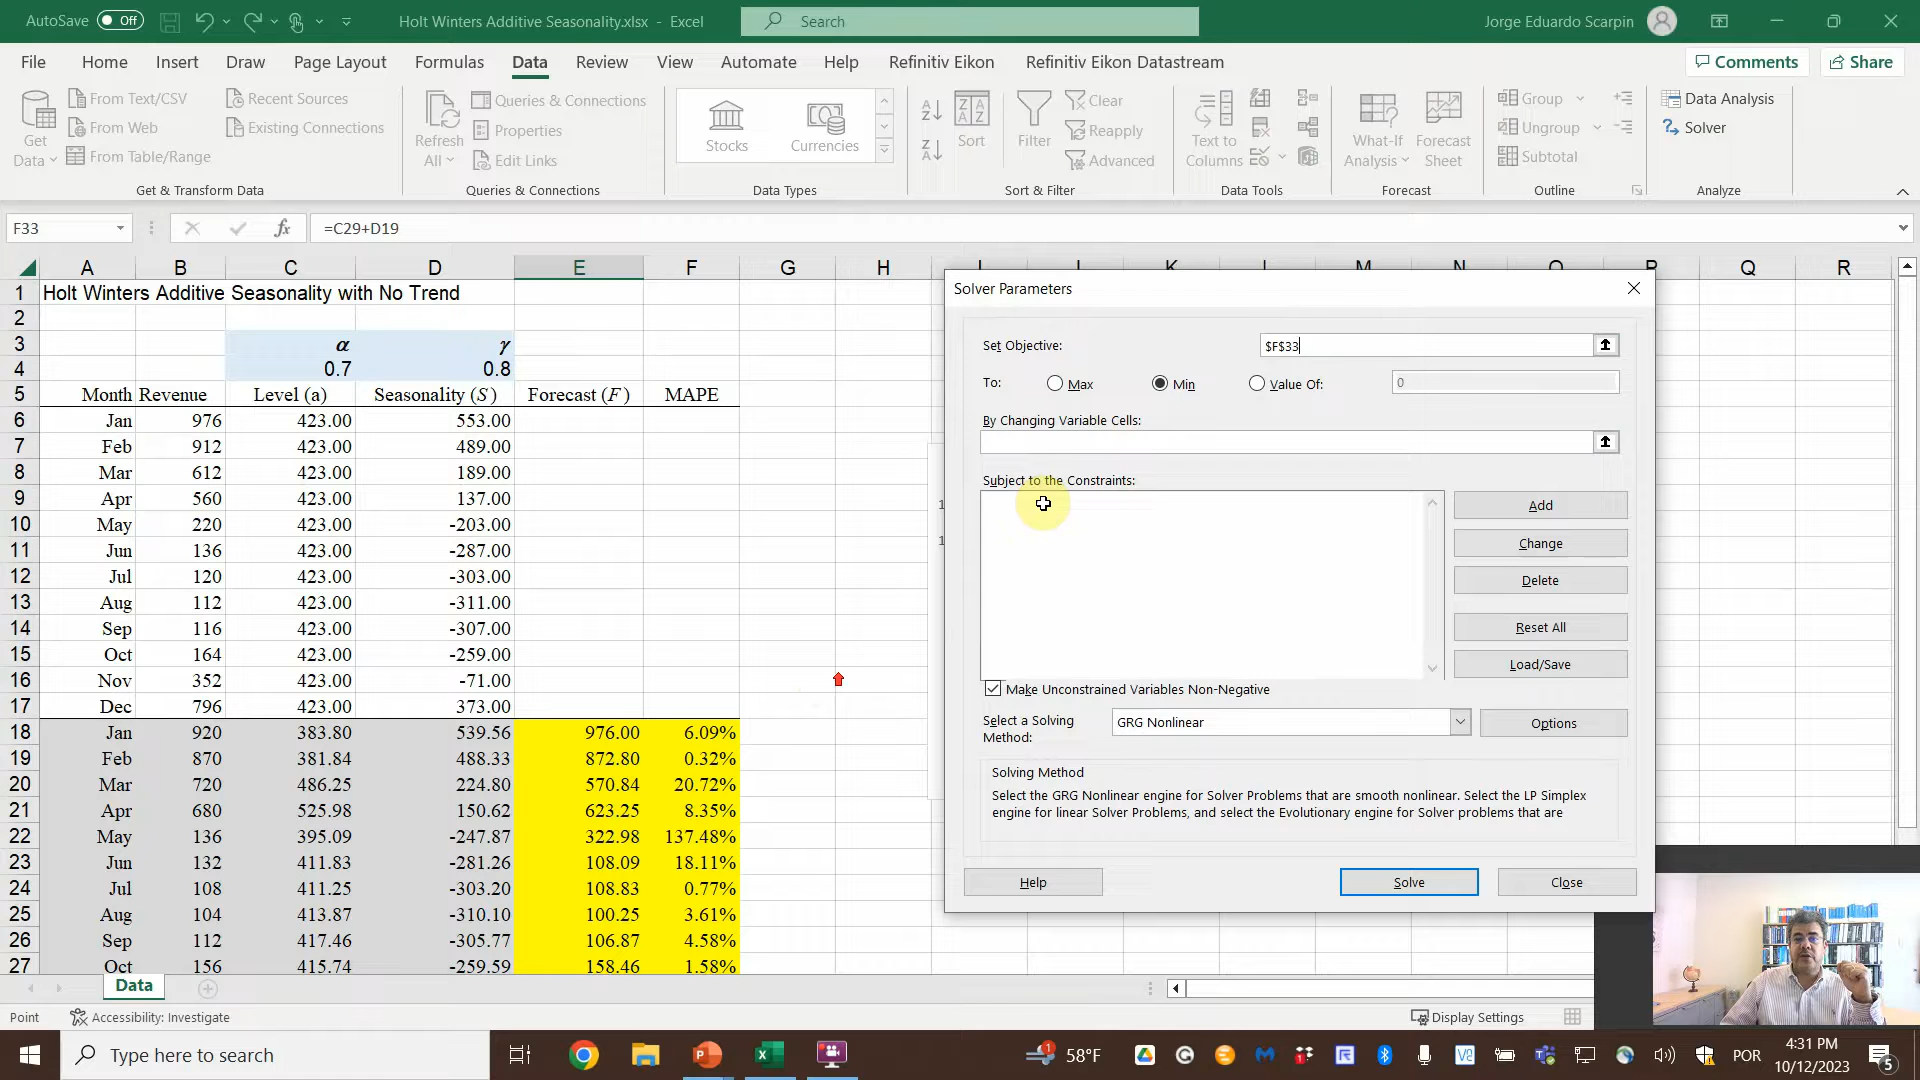 AutoSave Off
Holt Winters Additive Seasonality.xlsx - Excel
Search
Jorge Eduardo Scarpin
File Home Insert Draw Page Layout Formulas Data Review View Automate Help Refinitiv Eikon Refinitiv Eikon Datastream
Comments Share
Get Data
From Text/CSV
From Web
From Table/Range
Recent Sources
Existing Connections
Get & Transform Data
Refresh All
Queries & Connections
Properties
Edit Links
Queries & Connections
Stocks Currencies
Data Types
A Z
Z A
Sort
Filter
Clear
Reapply
Advanced
Sort & Filter
Text to Columns
Data Tools
What-If Analysis
Forecast Sheet
Forecast
Group
Ungroup
Subtotal
Outline
Data Analysis
Solver
Analyze
F33 fx =C29+D19
A B C D E F G H I J K L M N O P Q R
1 Holt Winters Additive Seasonality with No Trend
2
3 α γ
4 0.7 0.8
5 Month Revenue Level (a) Seasonality (S) Forecast (F) MAPE
6 Jan 976 423.00 553.00
7 Feb 912 423.00 489.00
8 Mar 612 423.00 189.00
9 Apr 560 423.00 137.00
10 May 220 423.00 -203.00
11 Jun 136 423.00 -287.00
12 Jul 120 423.00 -303.00
13 Aug 112 423.00 -311.00
14 Sep 116 423.00 -307.00
15 Oct 164 423.00 -259.00
16 Nov 352 423.00 -71.00
17 Dec 796 423.00 373.00
18 Jan 920 383.80 539.56 976.00 6.09%
19 Feb 870 381.84 488.33 872.80 0.32%
20 Mar 720 486.25 224.80 570.84 20.72%
21 Apr 680 525.98 150.62 623.25 8.35%
22 May 136 395.09 -247.87 322.98 137.48%
23 Jun 132 411.83 -281.26 108.09 18.11%
24 Jul 108 411.25 -303.20 108.83 0.77%
25 Aug 104 413.87 -310.10 100.25 3.61%
26 Sep 112 417.46 -305.77 106.87 4.58%
27 Oct 156 415.74 -259.59 158.46 1.58%
Solver Parameters
Set Objective: $F$33
To: Max Min Value Of: 0
By Changing Variable Cells:
Subject to the Constraints:
1
1
Add
Change
Delete
Reset All
Load/Save
Make Unconstrained Variables Non-Negative
Select a Solving Method: GRG Nonlinear Options
Solving Method
Select the GRG Nonlinear engine for Solver Problems that are smooth nonlinear. Select the LP Simplex
engine for linear Solver Problems, and select the Evolutionary engine for Solver problems that are
Help Solve Close
Data
Point Accessibility: Investigate Display Settings
Type here to search
1 58°F
POR
4:31 PM
10/12/2023
5